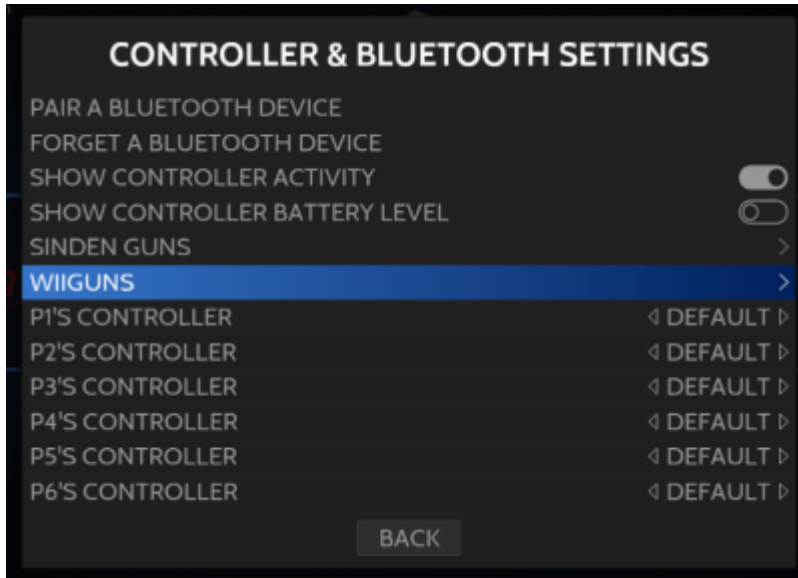 CONTROLLER & BLUETOOTH SETTINGS
PAIR A BLUETOOTH DEVICE
FORGET A BLUETOOTH DEVICE
SHOW CONTROLLER ACTIVITY
SHOW CONTROLLER BATTERY LEVEL
SINDEN GUNS
WIIGUNS
P1'S CONTROLLER DEFAULT
P2'S CONTROLLER DEFAULT
P3'S CONTROLLER DEFAULT
P4'S CONTROLLER DEFAULT
P5'S CONTROLLER DEFAULT
P6'S CONTROLLER DEFAULT
BACK